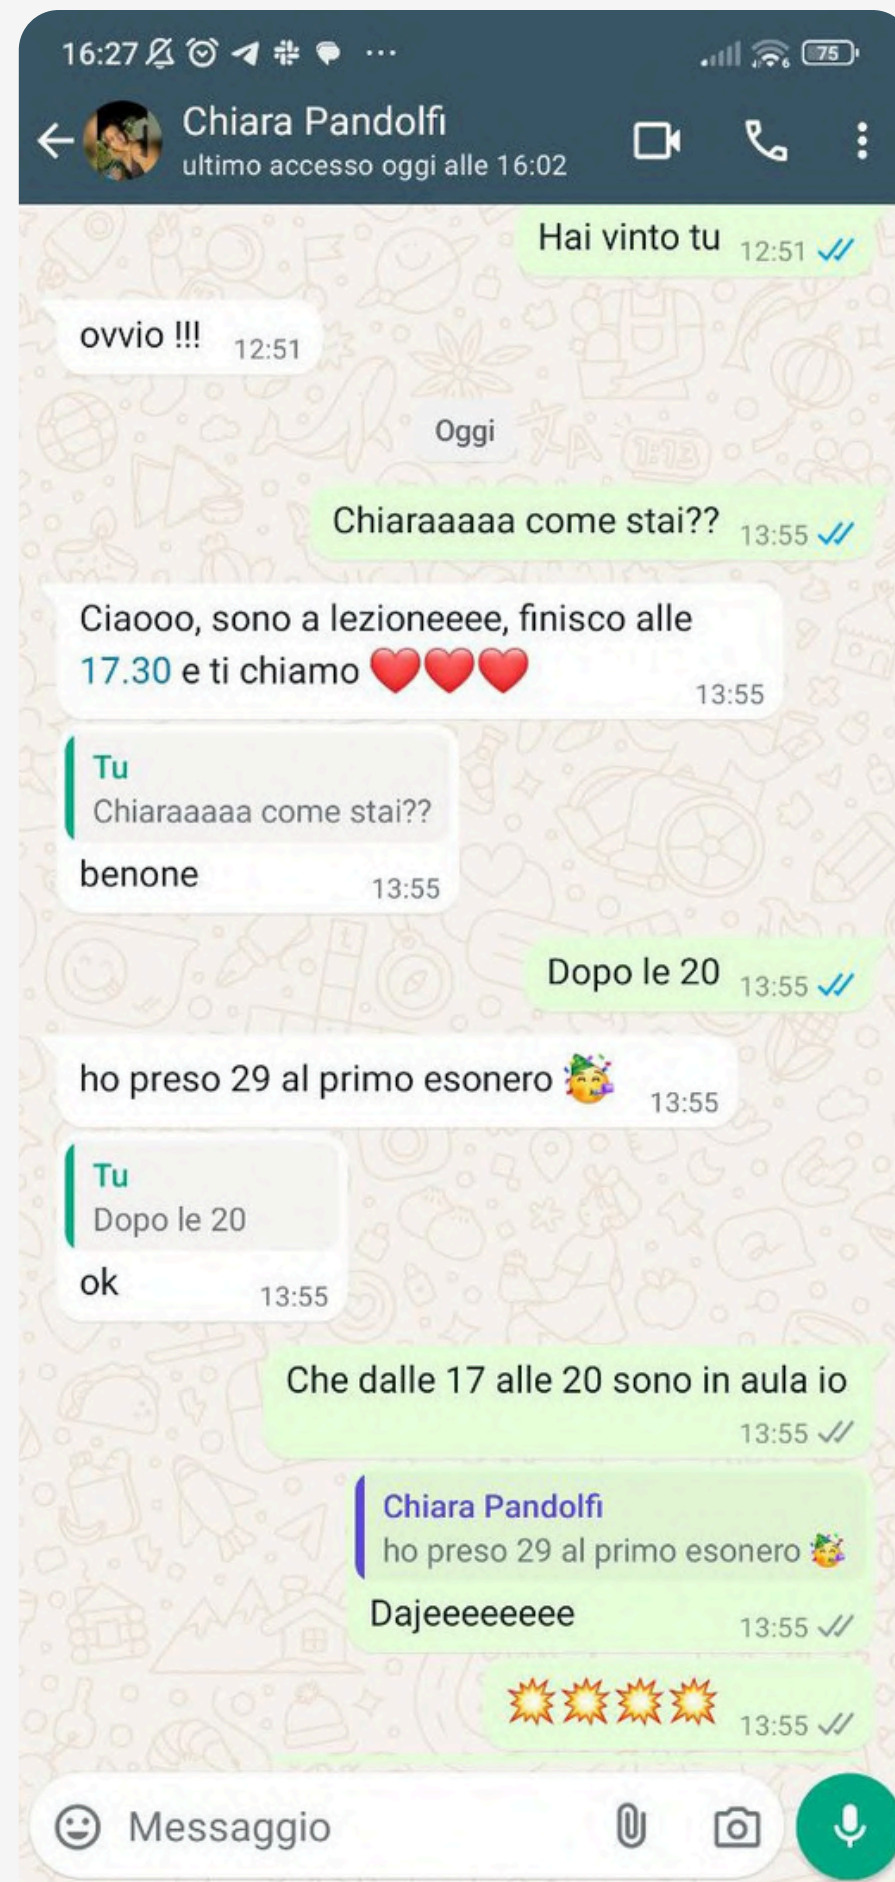 16:27 ... 75
Chiara Pandolfi
ultimo accesso oggi alle 16:02
Hai vinto tu 12:51
ovvio !!! 12:51
Oggi
Chiaraaaaa come stai?? 13:55
Ciaooo, sono a lezioneeee, finisco alle
17.30 e ti chiamo ❤️❤️❤️ 13:55
Tu
Chiaraaaaa come stai??
benone 13:55
Dopo le 20 13:55
ho preso 29 al primo esonero 🥳 13:55
Tu
Dopo le 20
ok 13:55
Che dalle 17 alle 20 sono in aula io
13:55
Chiara Pandolfi
ho preso 29 al primo esonero 🥳
Dajeeeeeeee 13:55
💥💥💥💥 13:55
Messaggio